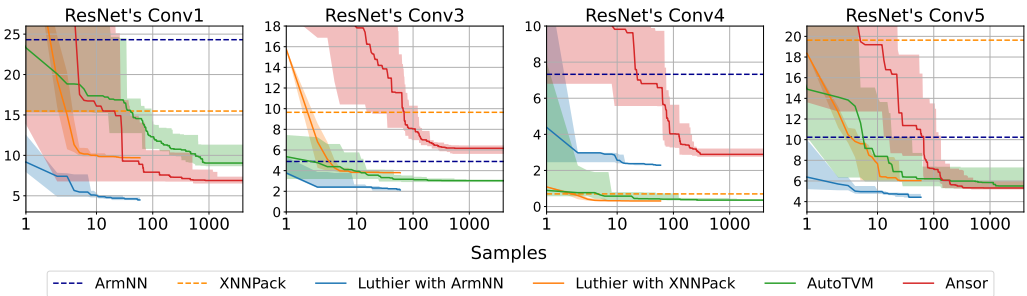 ResNet's Conv1 ResNet's Conv3 ResNet's Conv4 ResNet's Conv5
25 20 15 10 5
1 10 100 1000
18 16 14 12 10 8 6 4 2 0
1 10 100 1000
10 8 6 4 2 0
1 10 100 1000
20 18 16 14 12 10 8 6 4
1 10 100 1000
Samples
ArmNN XNNPack Luthier with ArmNN Luthier with XNNPack AutoTVM Ansor